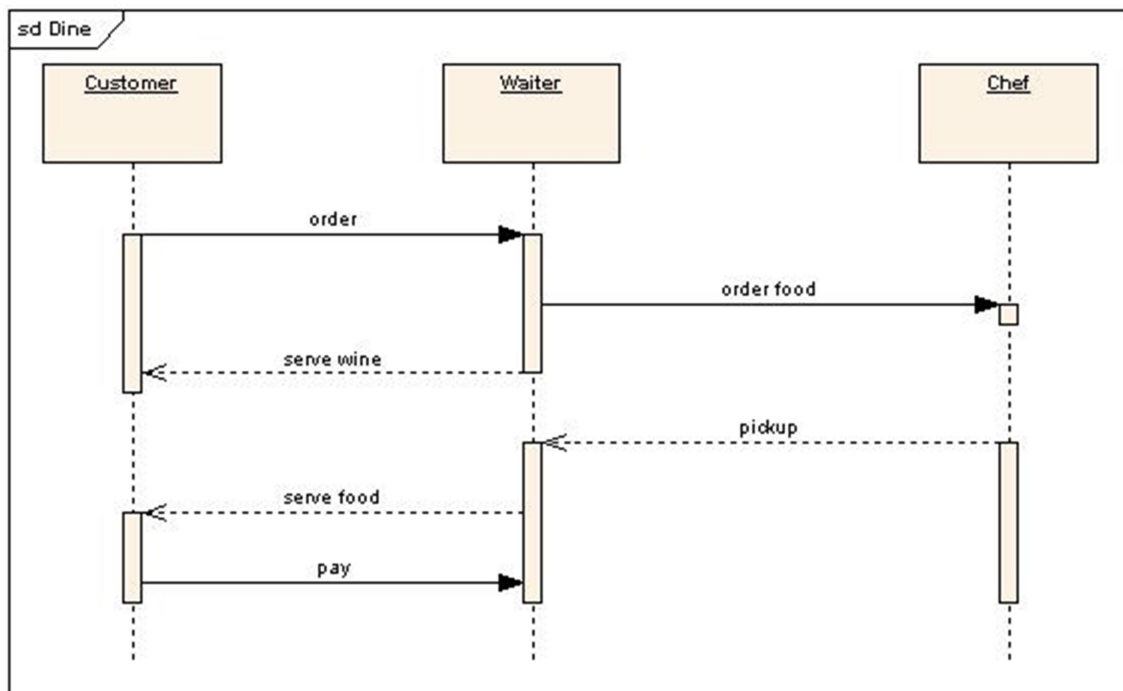 sd Dine
Customer
Waiter
Chef
order
order food
serve wine
pickup
serve food
pay